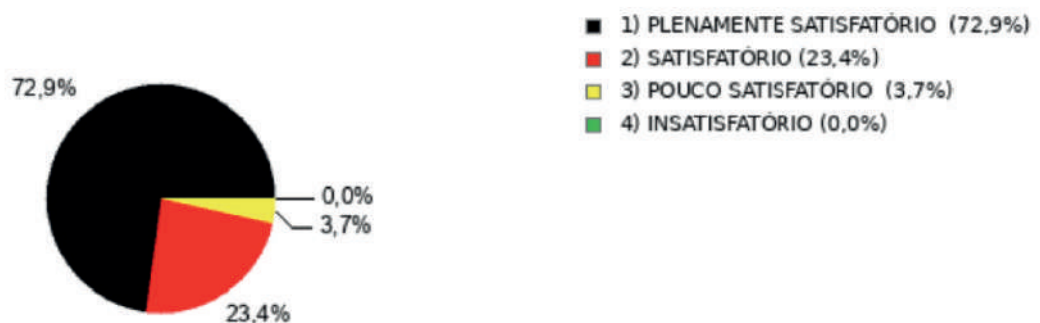 1) PLENAMENTE SATISFATÓRIO (72,9%)
2) SATISFATÓRIO (23,4%)
3) POUCO SATISFATÓRIO (3,7%)
4) INSATISFATÓRIO (0,0%)
72,9%
0,0%
3,7%
23,4%